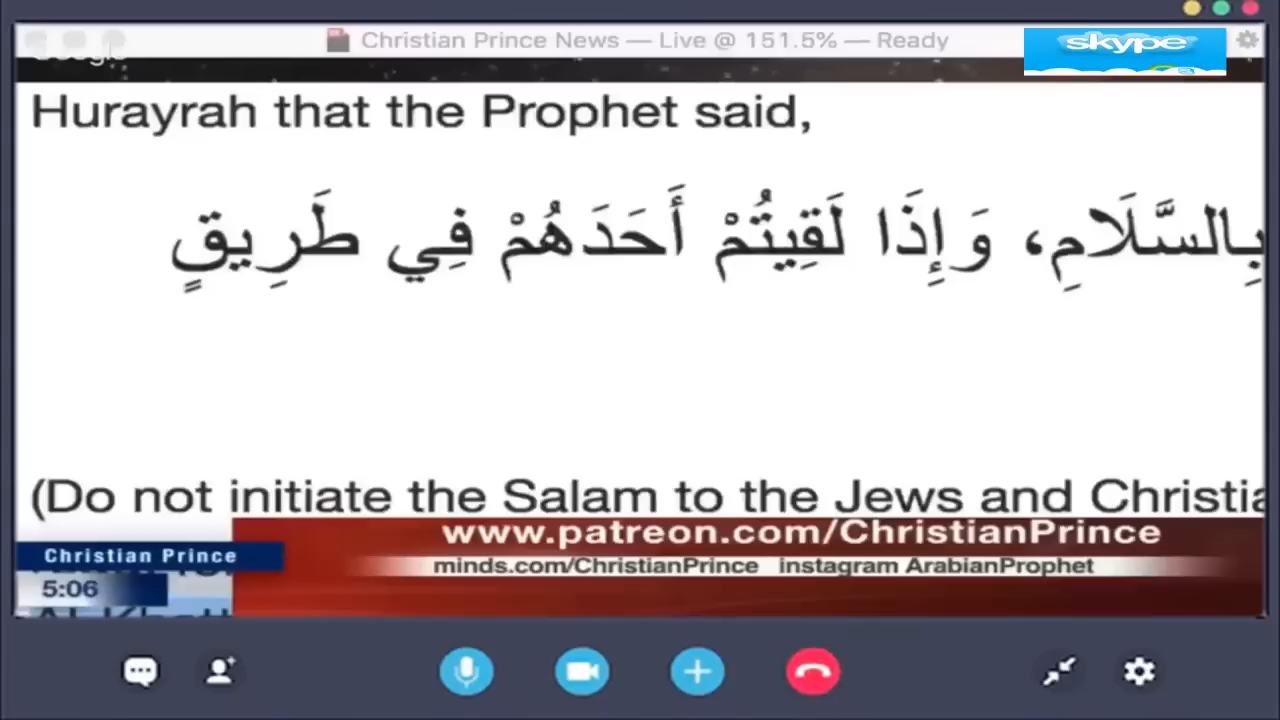 Christian Prince News — Live @ 151.5% — Ready
skype
Google
Hurayrah that the Prophet said,
بِالسَّلَامِ، وَإِذَا لَقِيتُمْ أَحَدَهُمْ فِي طَرِيقٍ
(Do not initiate the Salam to the Jews and Christia
www.patreon.com/ChristianPrince
Christian Prince
minds.com/ChristianPrince instagram ArabianProphet
5:06